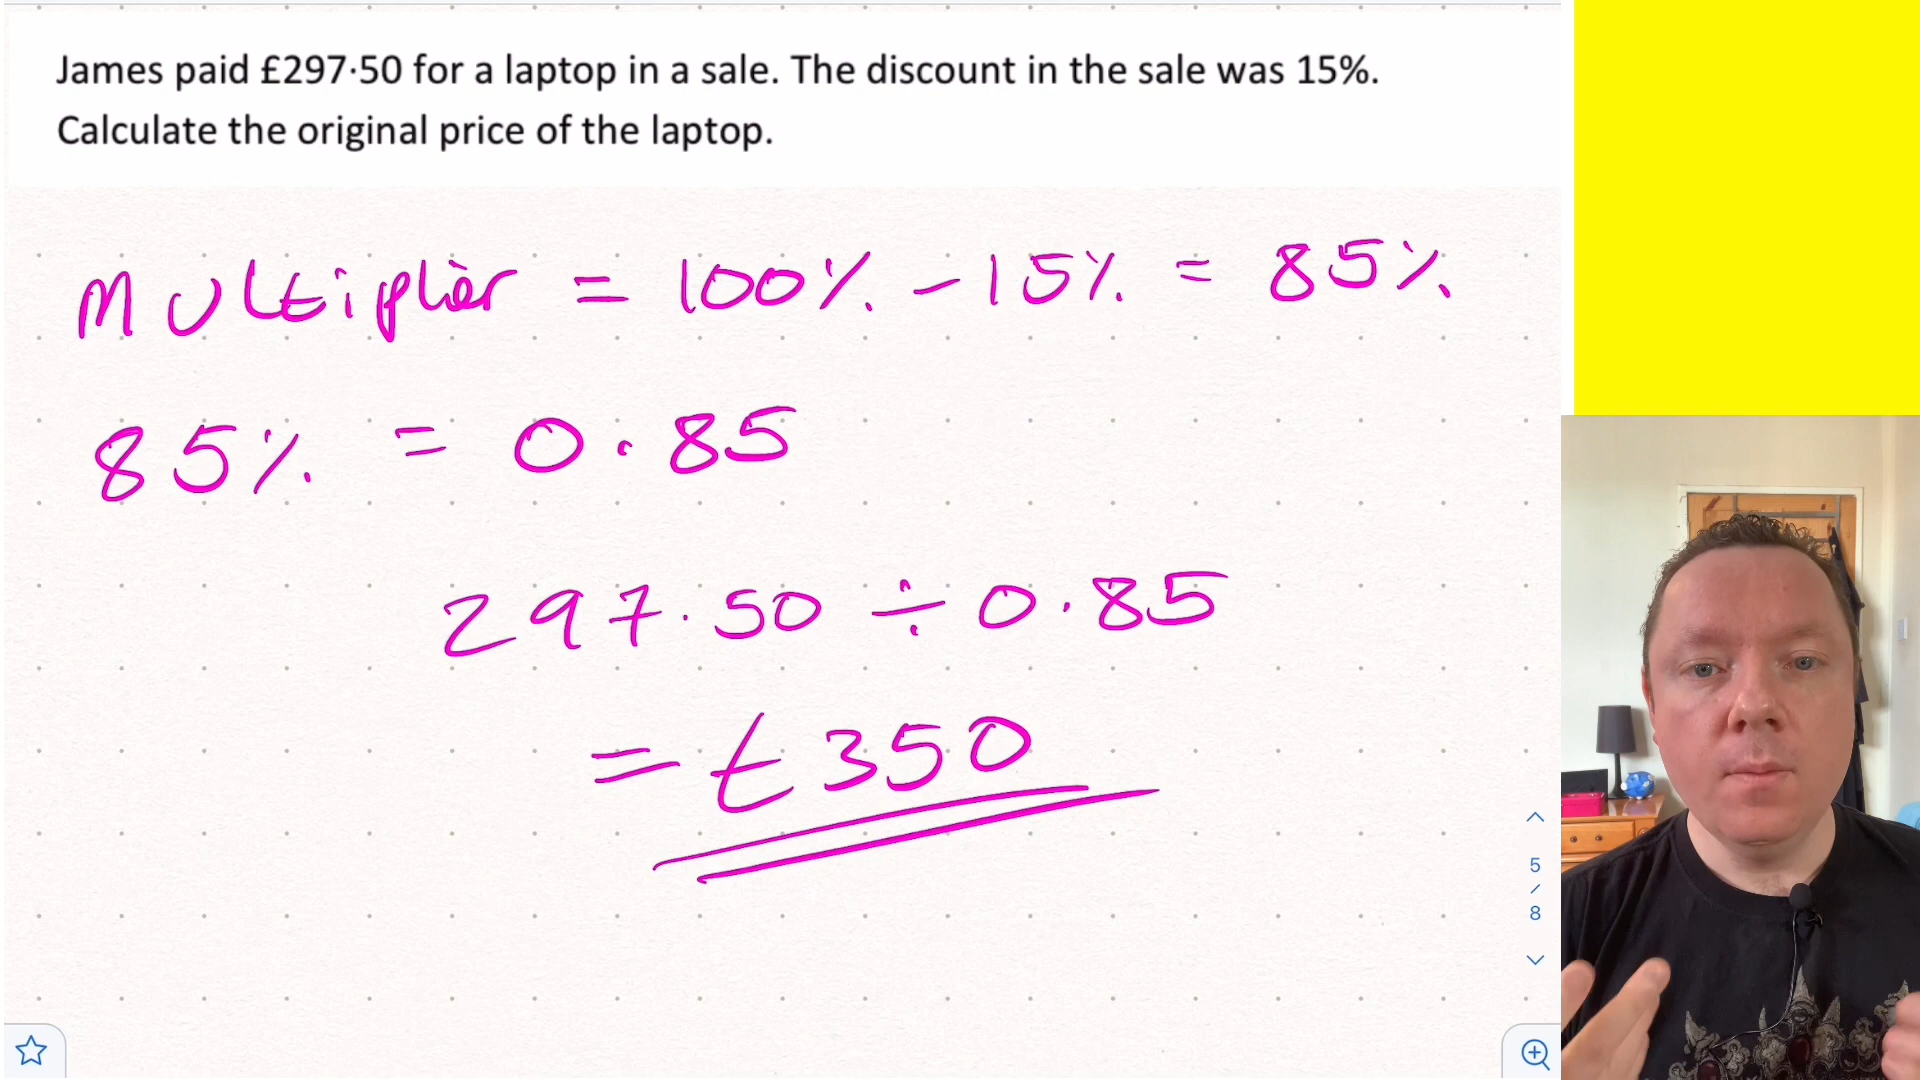 James paid £297·50 for a laptop in a sale. The discount in the sale was 15%.
Calculate the original price of the laptop.
Multiplier = 100% - 15% = 85%
85% = 0.85
297.50 ÷ 0.85
= £350
5
/
8